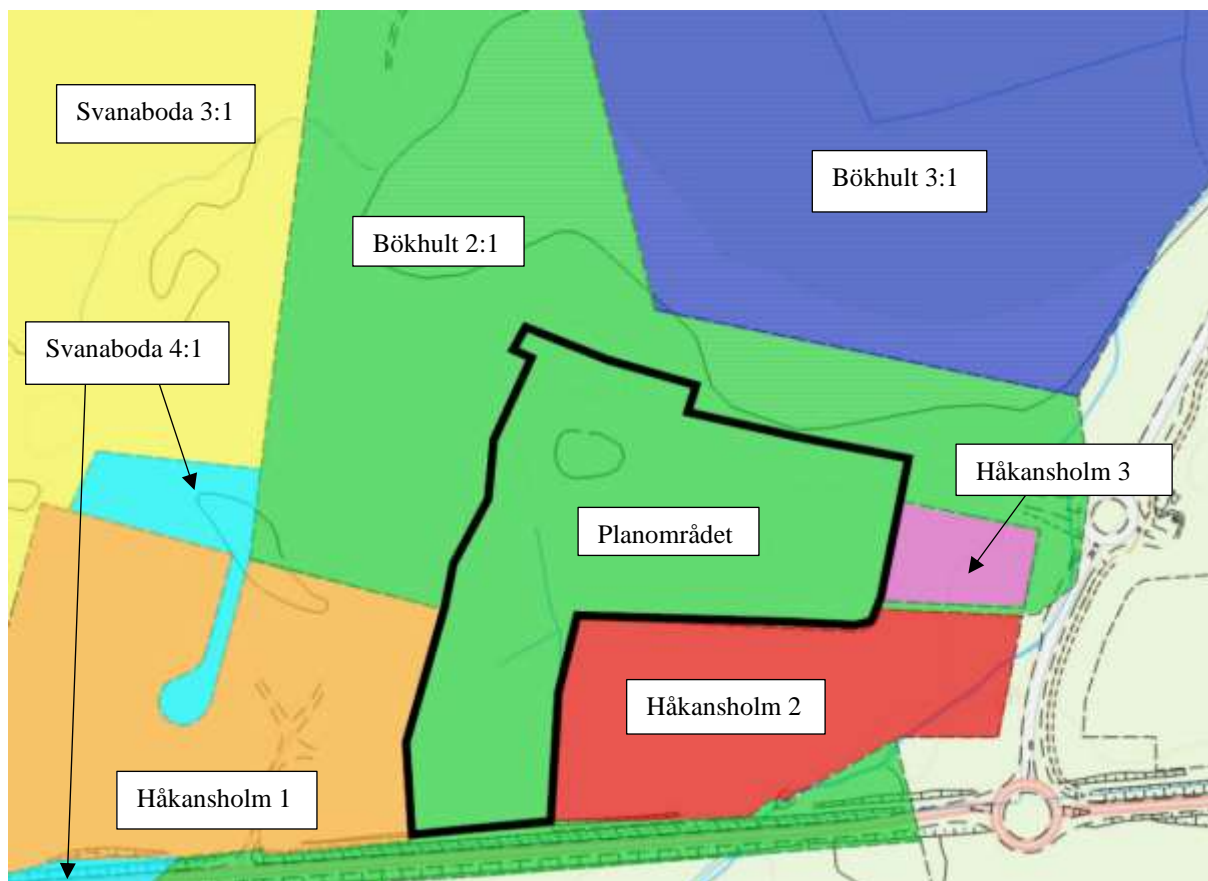 Svanaboda 3:1
Bökhult 3:1
Bökhult 2:1
Svanaboda 4:1
Håkansholm 3
Planområdet
Håkansholm 2
Håkansholm 1